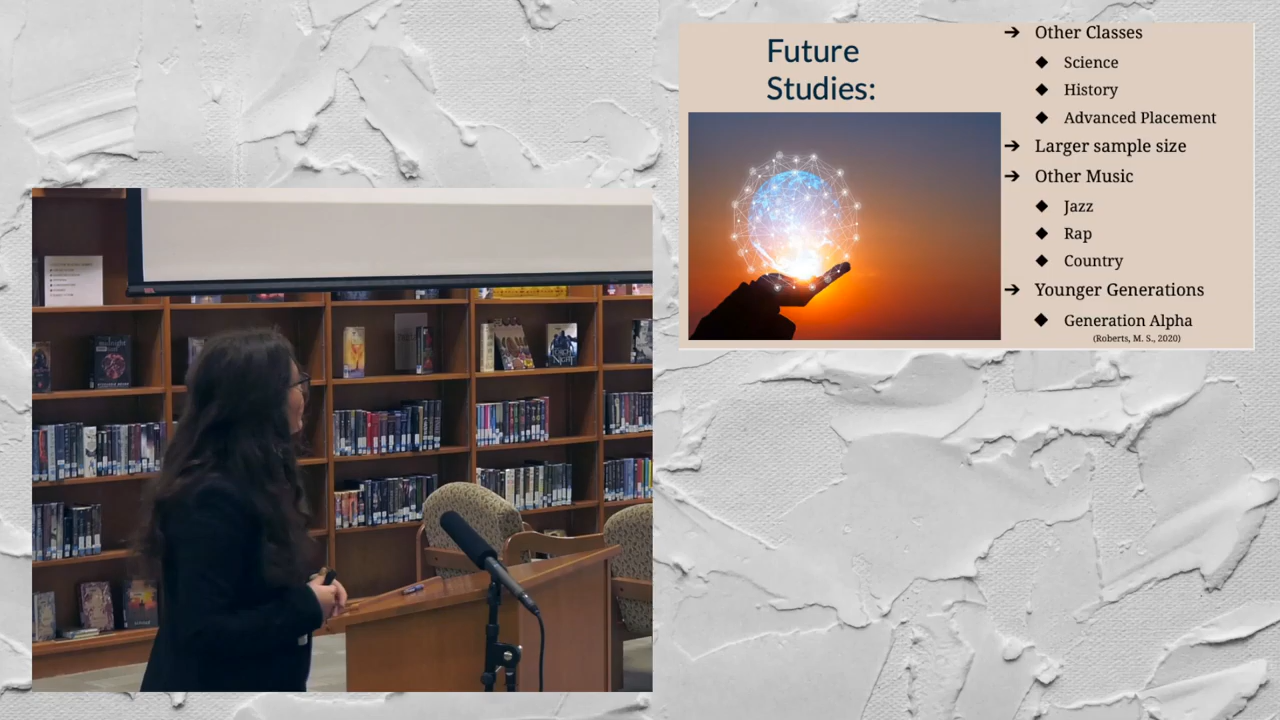 Future
Studies:
➔ Other Classes
◆ Science
◆ History
◆ Advanced Placement
➔ Larger sample size
➔ Other Music
◆ Jazz
◆ Rap
◆ Country
➔ Younger Generations
◆ Generation Alpha
(Roberts, M. S., 2020)